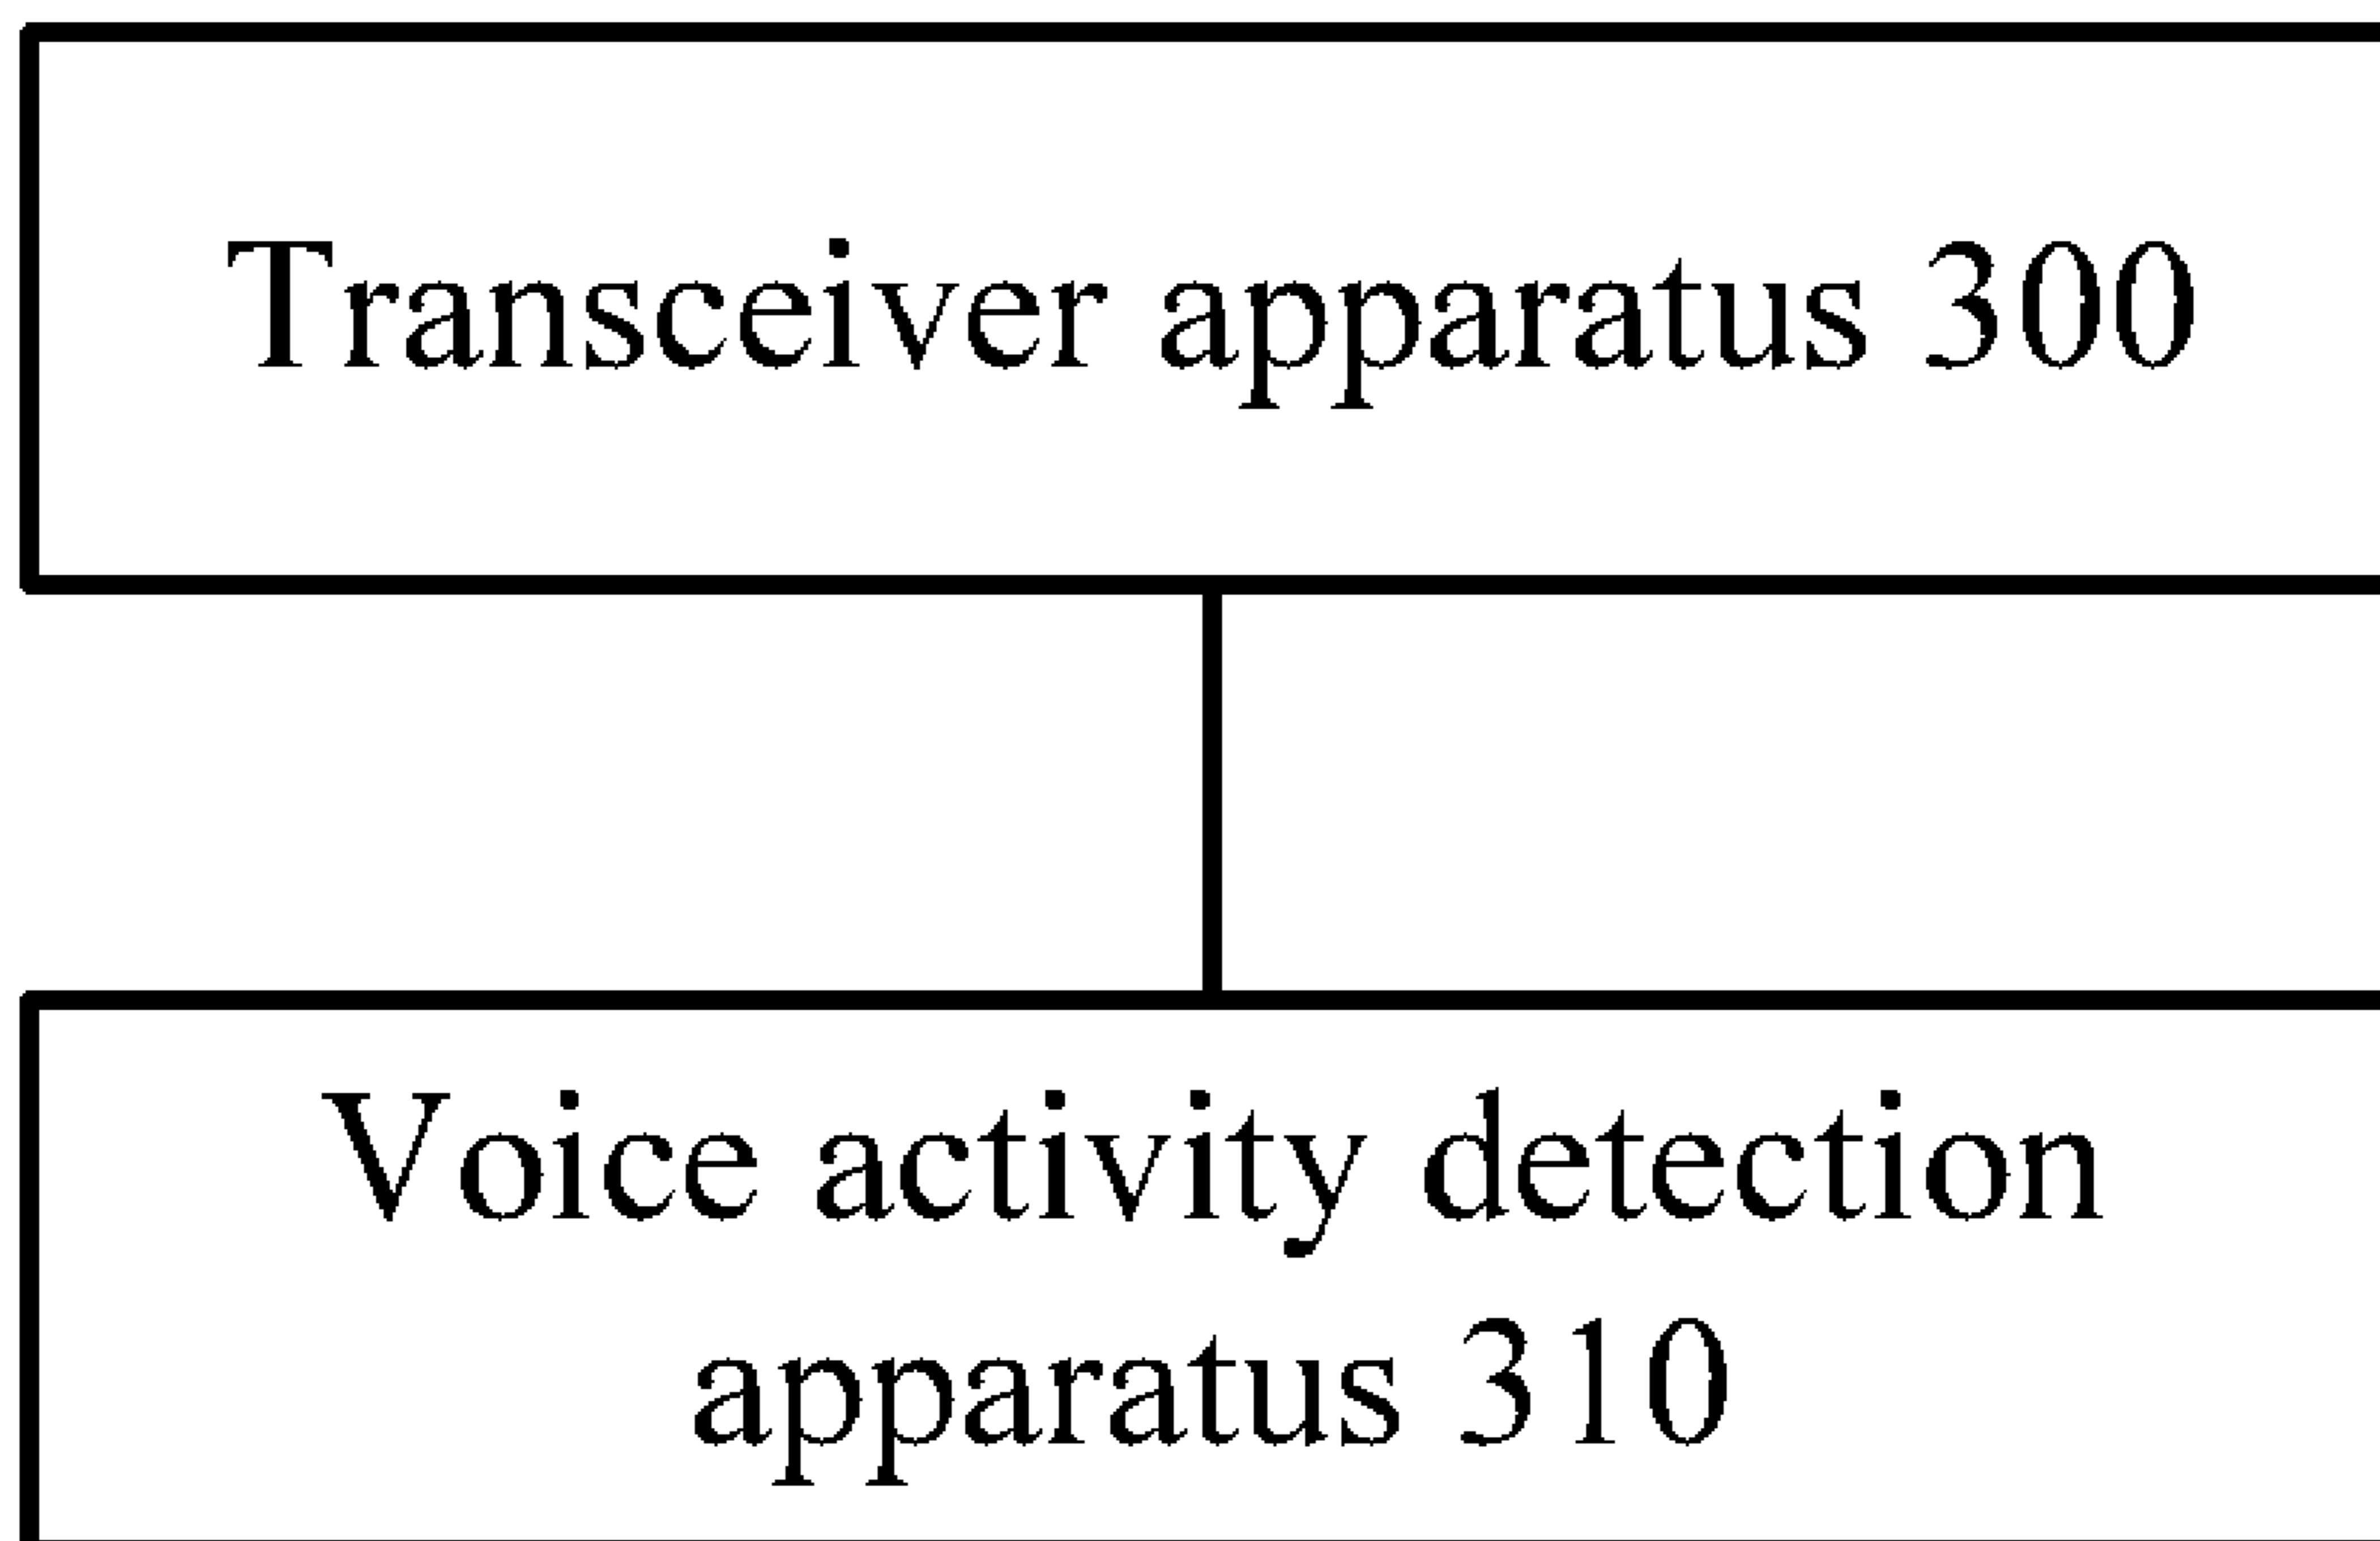 Transceiver apparatus 300
Voice activity detection
apparatus 310